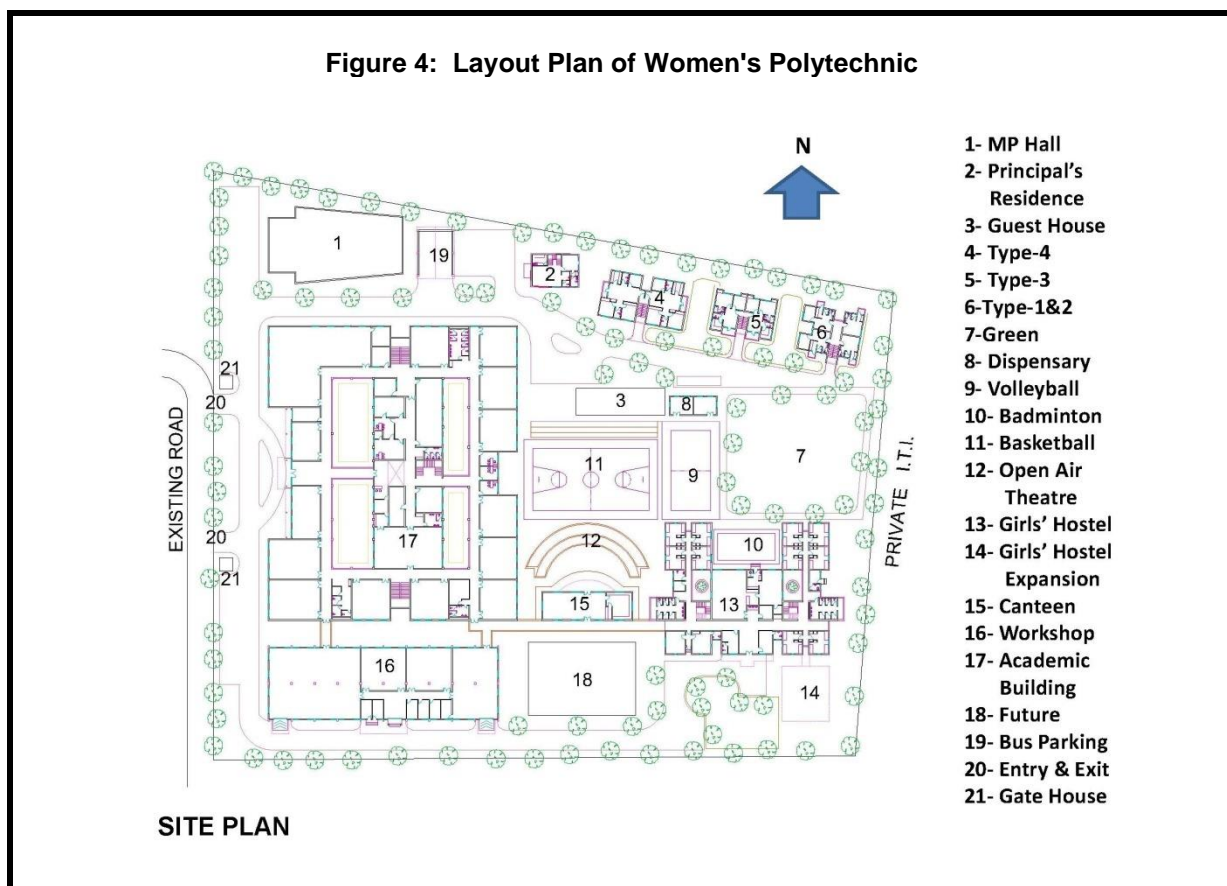 Figure 4: Layout Plan of Women's Polytechnic
N
1- MP Hall
2- Principal's
Residence
3- Guest House
4- Type-4
5- Type-3
6-Type-1&2
7-Green
8- Dispensary
9- Volleyball
10- Badminton
11- Basketball
12- Open Air
Theatre
13- Girls' Hostel
14- Girls' Hostel
Expansion
15- Canteen
16- Workshop
17- Academic
Building
18- Future
19- Bus Parking
20- Entry & Exit
21- Gate House
1
19
2
4
5
6
21
20
3
8
11
9
7
EXISTING ROAD
PRIVATE I.T.I.
20
17
12
10
21
15
13
16
18
14
SITE PLAN